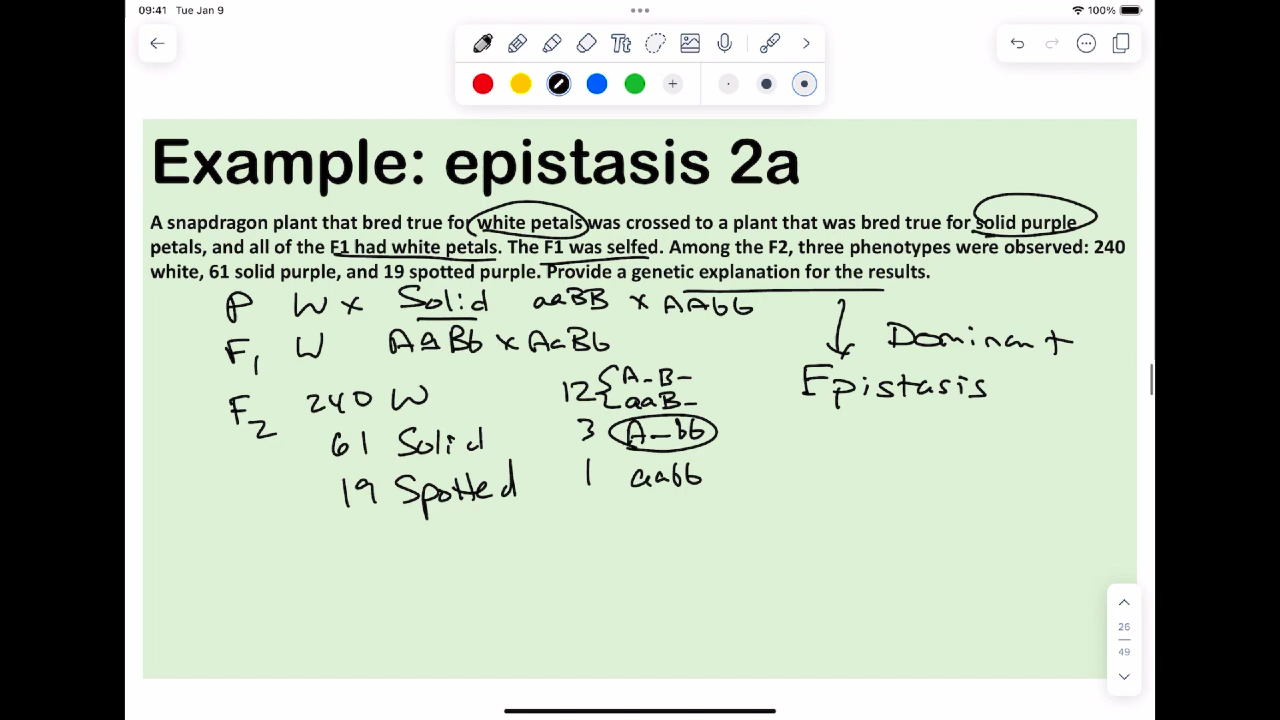 09:41 Tue Jan 9
100%
Tt
Example: epistasis 2a
A snapdragon plant that bred true for white petals was crossed to a plant that was bred true for solid purple
petals, and all of the F1 had white petals. The F1 was selfed. Among the F2, three phenotypes were observed: 240
white, 61 solid purple, and 19 spotted purple. Provide a genetic explanation for the results.
P W x Solid aaBB x AAbb
F1 W AaBb x AaBb
F2 240 W 12 { A-B-
{ aaB-
61 Solid 3 A-bb
19 Spotted 1 aabb
Dominant
Epistasis
26
49